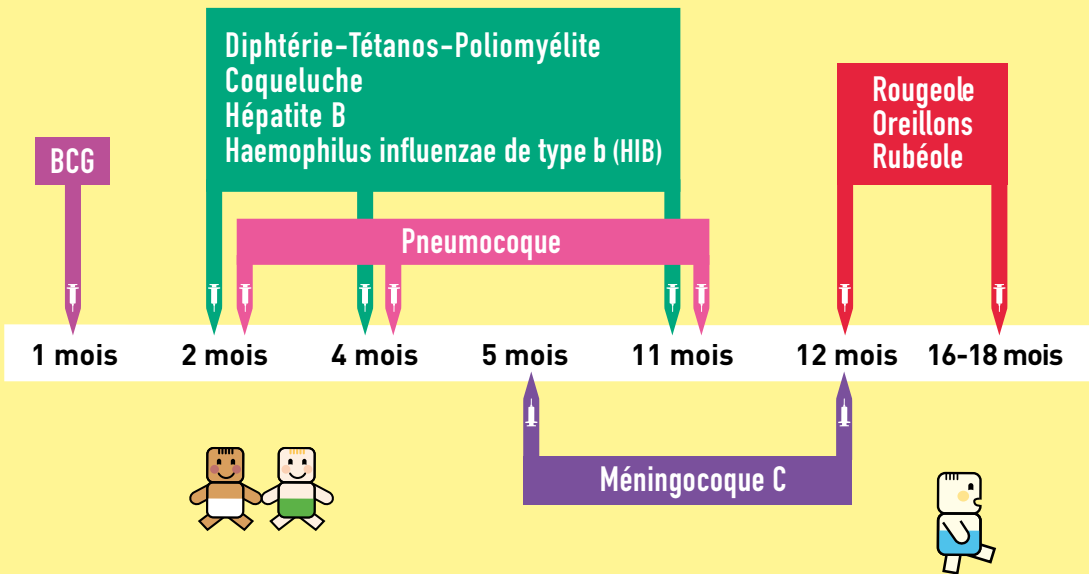 Diphtérie-Tétanos-Poliomyélite
Coqueluche
Hépatite B
Haemophilus influenzae de type b (HIB)
Rougeole
Oreillons
Rubéole
BCG
Pneumocoque
1 mois
2 mois
4 mois
5 mois
11 mois
12 mois
16-18 mois
Méningocoque C